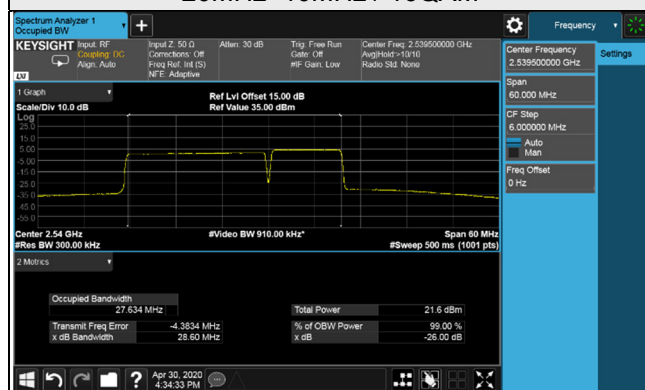 Spectrum Analyzer 1
Occupied BW
Frequency
KEYSIGHT
Input: RF
Coupling: DC
Align: Auto
Input Z: 50 Ω
Corrections: Off
Freq Ref: Int (S)
NFE: Adaptive
Atten: 30 dB
Trig: Free Run
Gate: Off
#IF Gain: Low
Center Freq: 2.539500000 GHz
Avg|Hold:>10/10
Radio Std: None
LXI
Center Frequency
2.539500000 GHz
Settings
Span
60.000 MHz
CF Step
6.000000 MHz
Auto
Man
Freq Offset
0 Hz
1 Graph
Scale/Div 10.0 dB
Ref Lvl Offset 15.00 dB
Ref Value 35.00 dBm
Log
25.0
15.0
5.00
-5.00
-15.0
-25.0
-35.0
-45.0
-55.0
Center 2.54 GHz
#Video BW 910.00 kHz*
Span 60 MHz
#Res BW 300.00 kHz
#Sweep 500 ms (1001 pts)
2 Metrics
Occupied Bandwidth
27.634 MHz
Total Power 21.6 dBm
Transmit Freq Error -4.3834 MHz
% of OBW Power 99.00 %
x dB Bandwidth 28.60 MHz
x dB -26.00 dB
?
Apr 30, 2020
4:34:33 PM